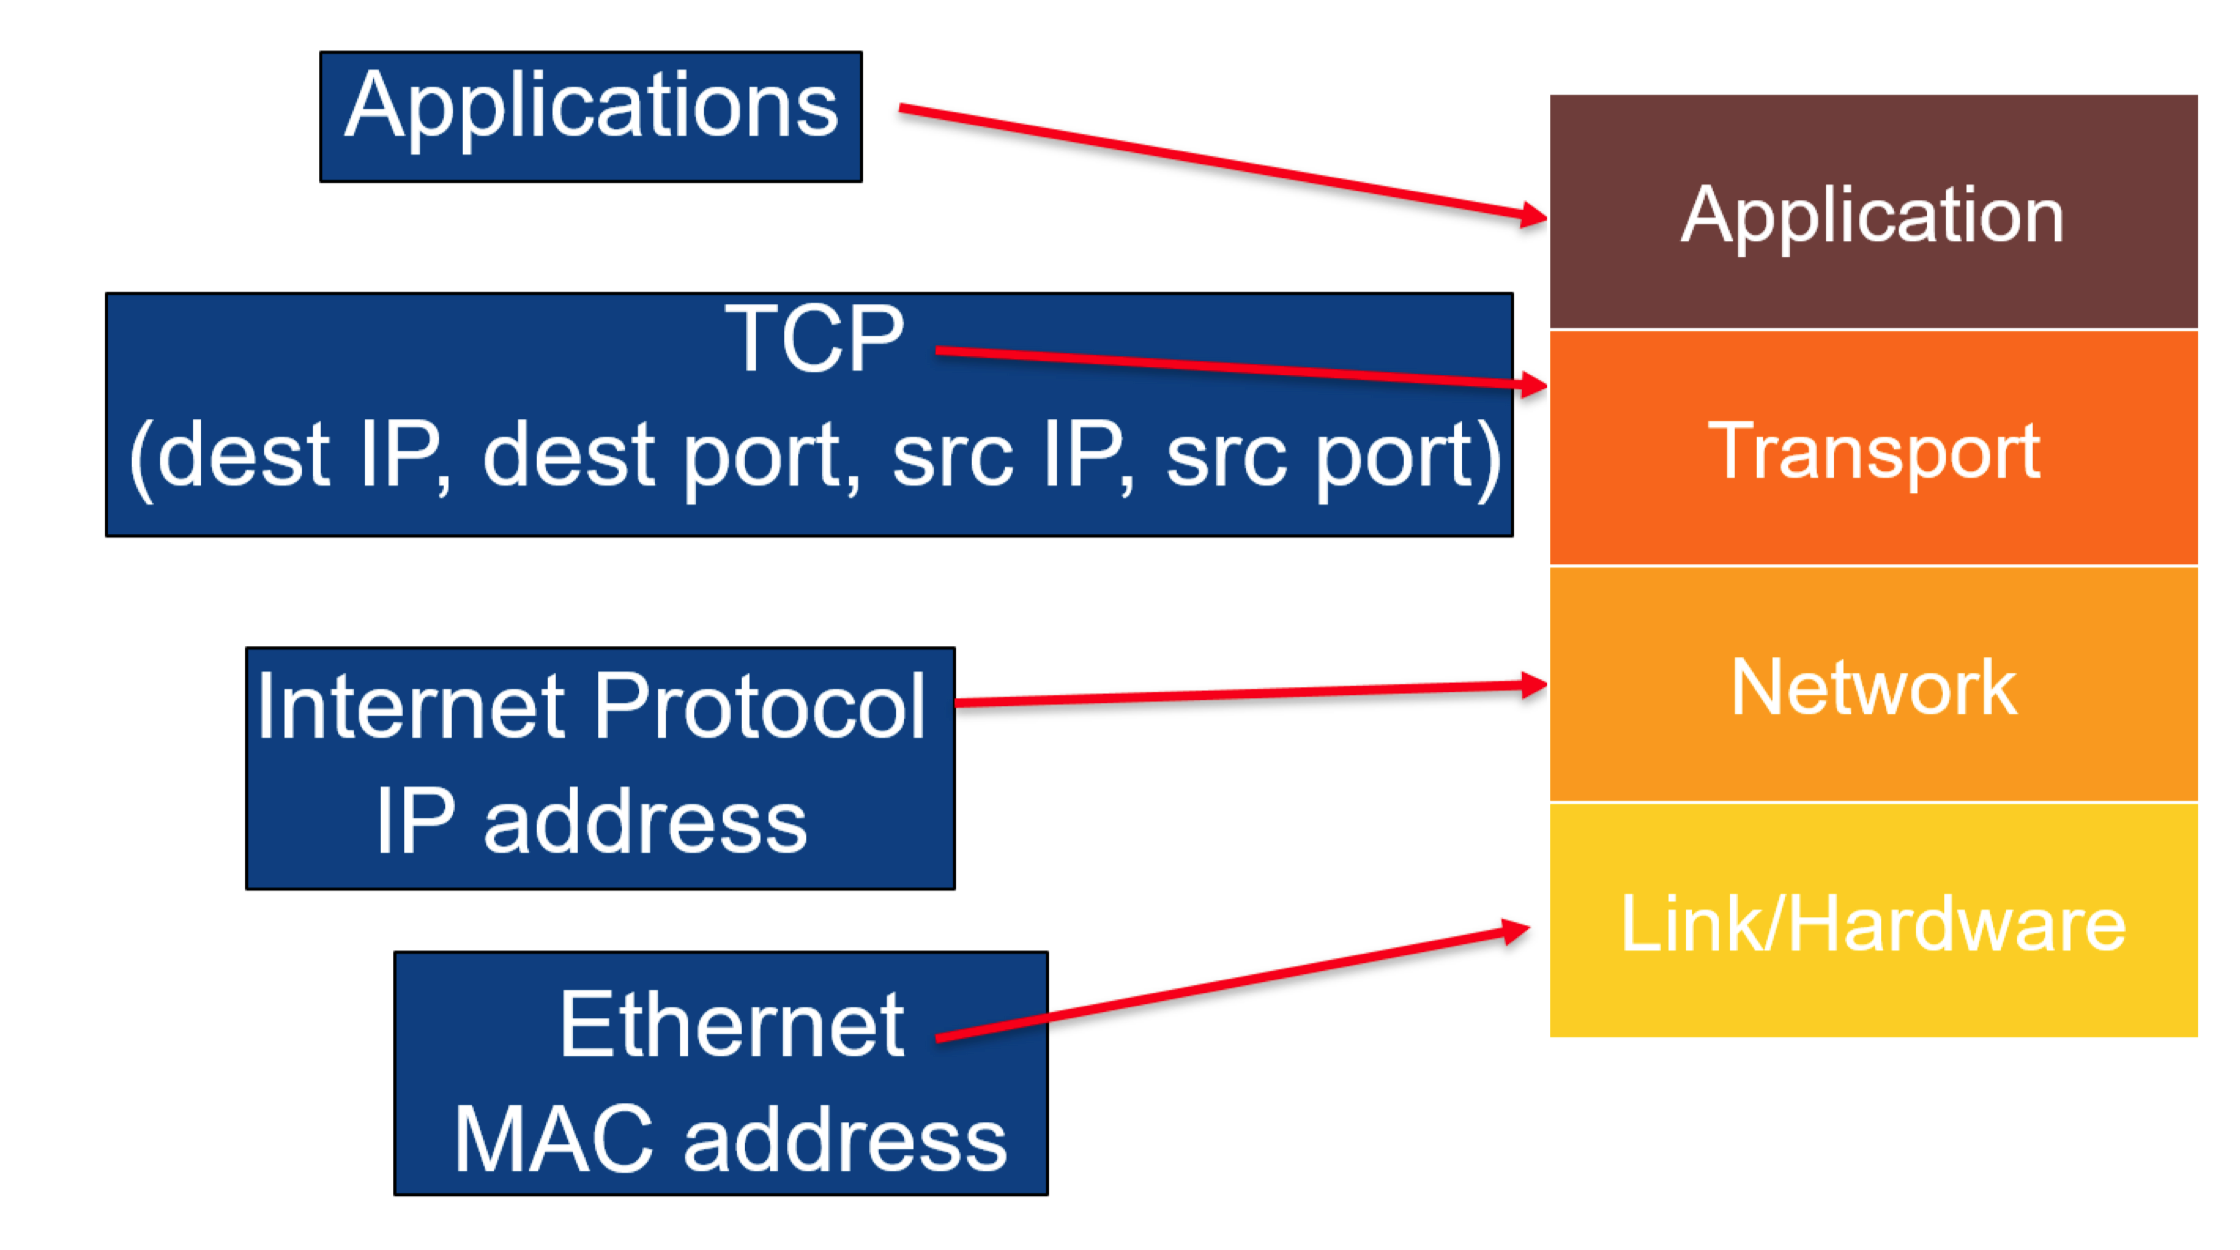 Applications
TCP
(dest IP, dest port, src IP, src port)
Internet Protocol
IP address
Ethernet
MAC address
Application
Transport
Network
Link/Hardware